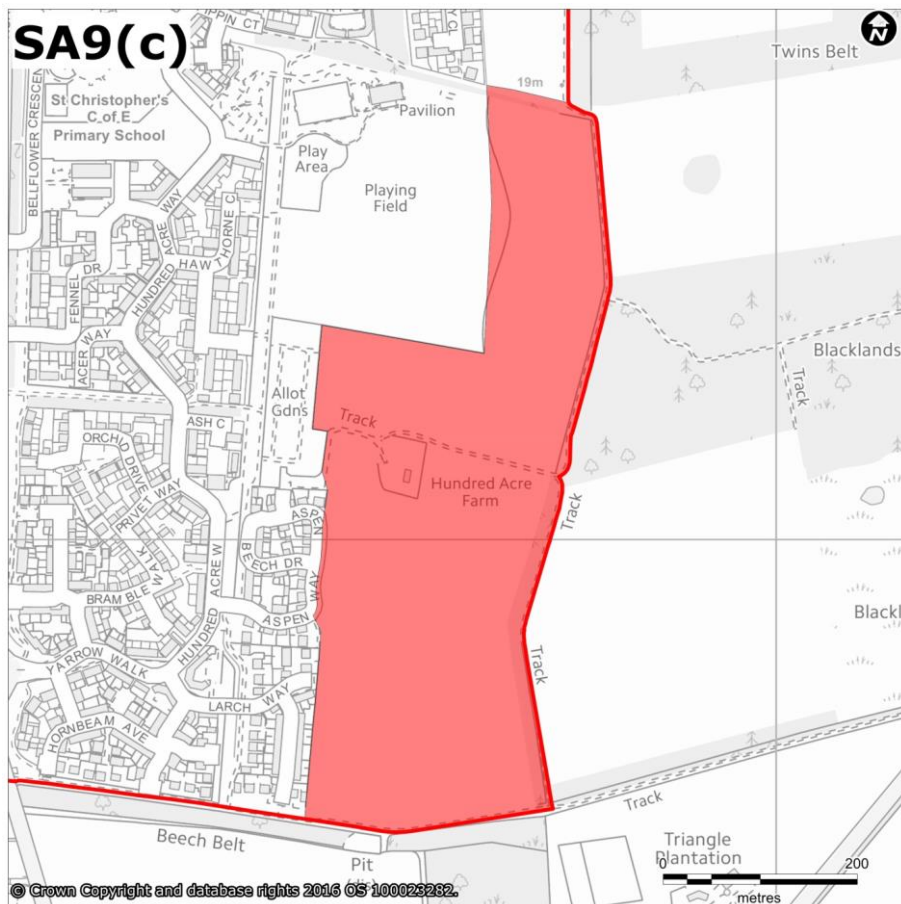 SA9(c)
PIPPIN CT
Y CL
N
Twins Belt
19m
BELLFLOWER CRESCENT
St Christopher's
C of E
Primary School
Pavilion
Play
Area
Playing
Field
HUNDRED ACRE WAY
HAWTHORNE C
FENNEL DR
ACER WAY
Allot
Gdns
Blacklands
Track
ASH C
Track
ORCHID DRIVE
PRIVET WAY
Hundred Acre
Farm
Track
ASPEN
WAY
BEECH DR
BRAMBLE WALK
HUNDRED ACRE W
ASPEN
Blackl
YARROW WALK
Track
LARCH WAY
HORNBEAM AVE
Track
Beech Belt
Pit
Triangle
Plantation
0 200
metres
© Crown Copyright and database rights 2016 OS 100023282.